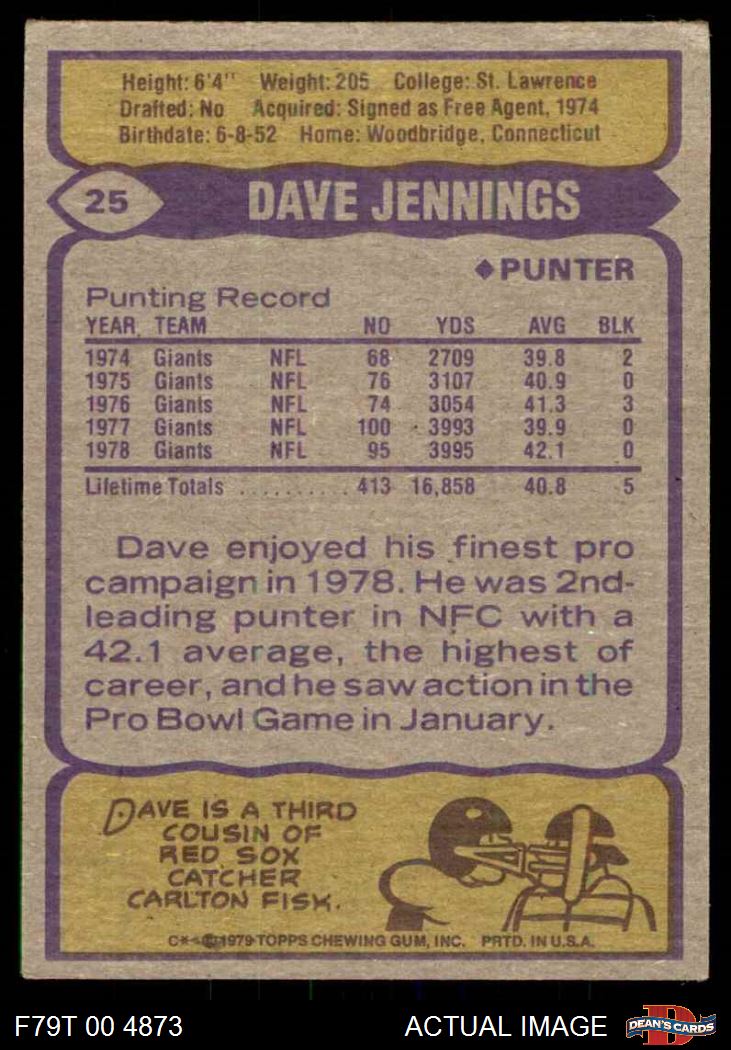 Height: 6'4" Weight: 205 College: St. Lawrence
Drafted: No Acquired: Signed as Free Agent, 1974
Birthdate: 6-8-52 Home: Woodbridge, Connecticut
25 DAVE JENNINGS
◆PUNTER
Punting Record
YEAR TEAM NO YDS AVG BLK
1974 Giants NFL 68 2709 39.8 2
1975 Giants NFL 76 3107 40.9 0
1976 Giants NFL 74 3054 41.3 3
1977 Giants NFL 100 3993 39.9 0
1978 Giants NFL 95 3995 42.1 0
Lifetime Totals .......... 413 16,858 40.8 5
Dave enjoyed his finest pro
campaign in 1978. He was 2nd-
leading punter in NFC with a
42.1 average, the highest of
career, and he saw action in the
Pro Bowl Game in January.
DAVE IS A THIRD
COUSIN OF
RED SOX
CATCHER
CARLTON FISK.
C** © 1979 TOPPS CHEWING GUM, INC. PRTD. IN U.S.A.
F79T 00 4873 ACTUAL IMAGE D DEAN'S CARDS